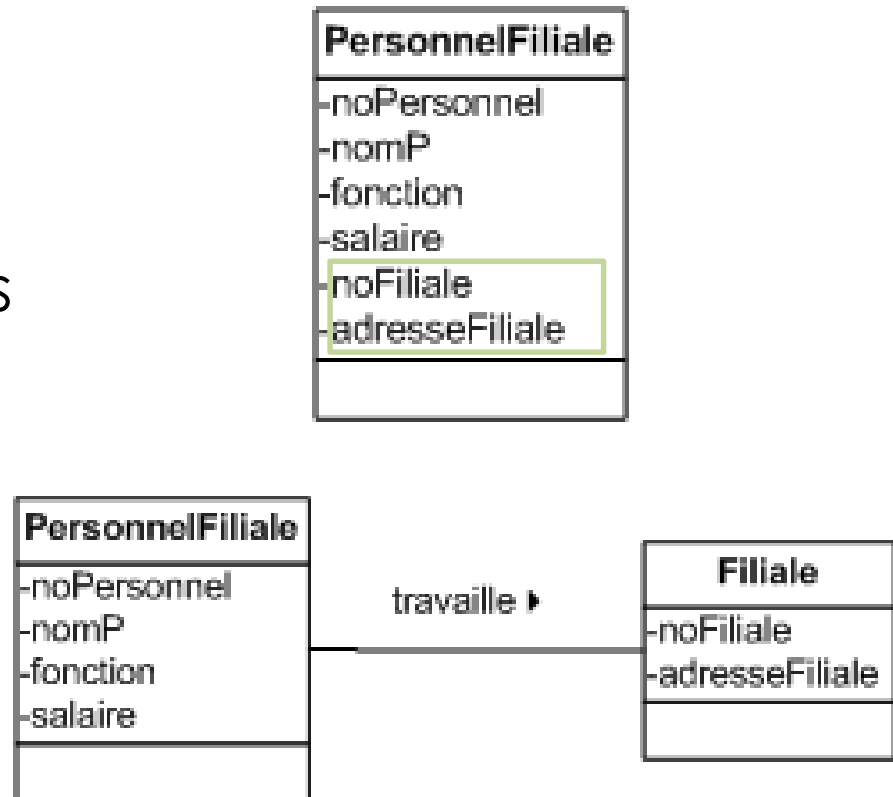 PersonnelFiliale
-noPersonnel
-nomP
-fonction
-salaire
-noFiliale
-adresseFiliale
s
PersonnelFiliale
-noPersonnel
-nomP
-fonction
-salaire
travaille
Filiale
-noFiliale
-adresseFiliale